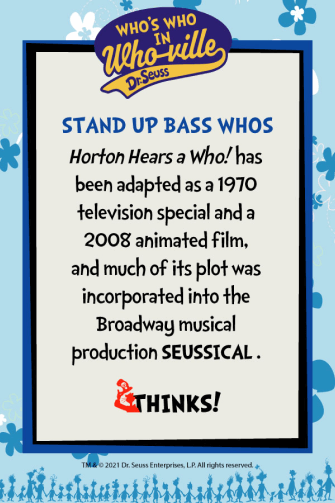 WHO'S WHO
IN
Who-ville
Dr. Seuss
STAND UP BASS WHOS
Horton Hears a Who! has
been adapted as a 1970
television special and a
2008 animated film,
and much of its plot was
incorporated into the
Broadway musical
production SEUSSICAL .
THINKS!
TM & © 2021 Dr. Seuss Enterprises, L.P. All rights reserved.